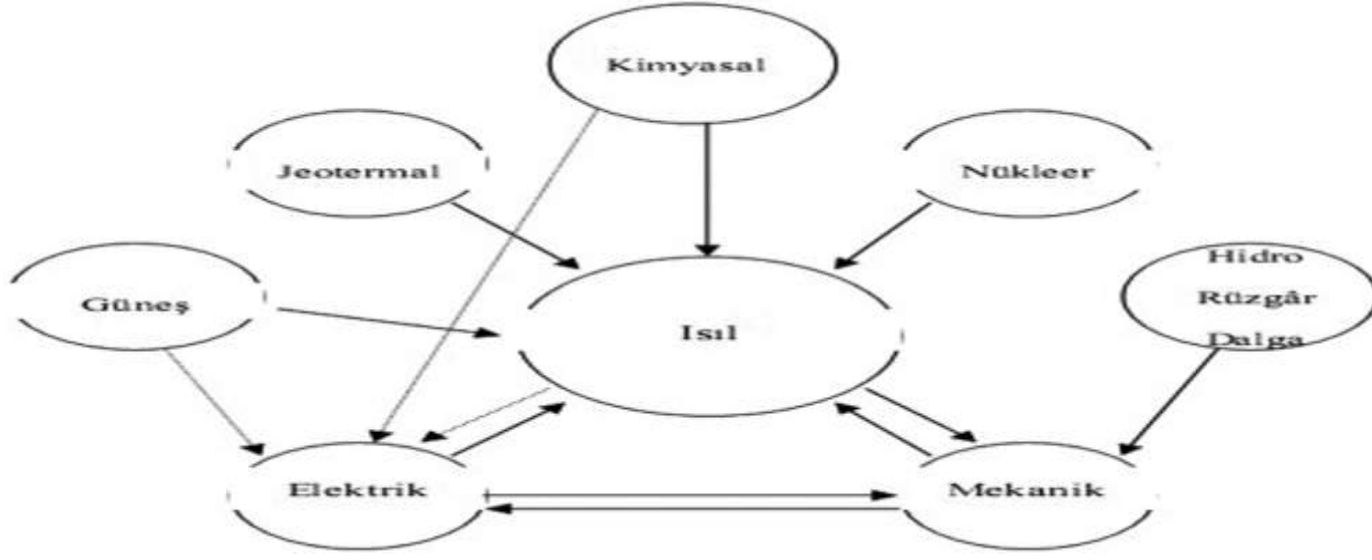 Kimyasal
Jeotermal
Nükleer
Güneş
Hidro
Rüzgâr
Dalga
Isıl
Elektrik
Mekanik